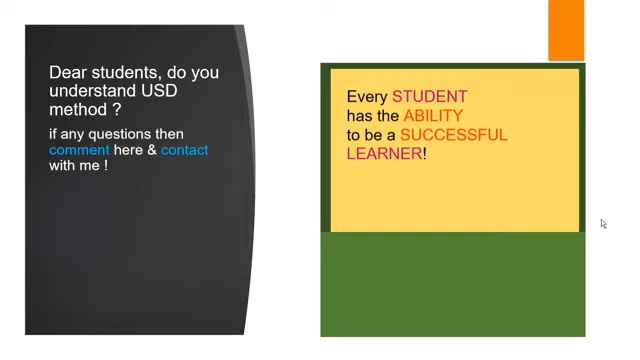 Dear students, do you
understand USD
method ?
if any questions then
comment here & contact
with me !
Every STUDENT
has the ABILITY
to be a SUCCESSFUL
LEARNER!